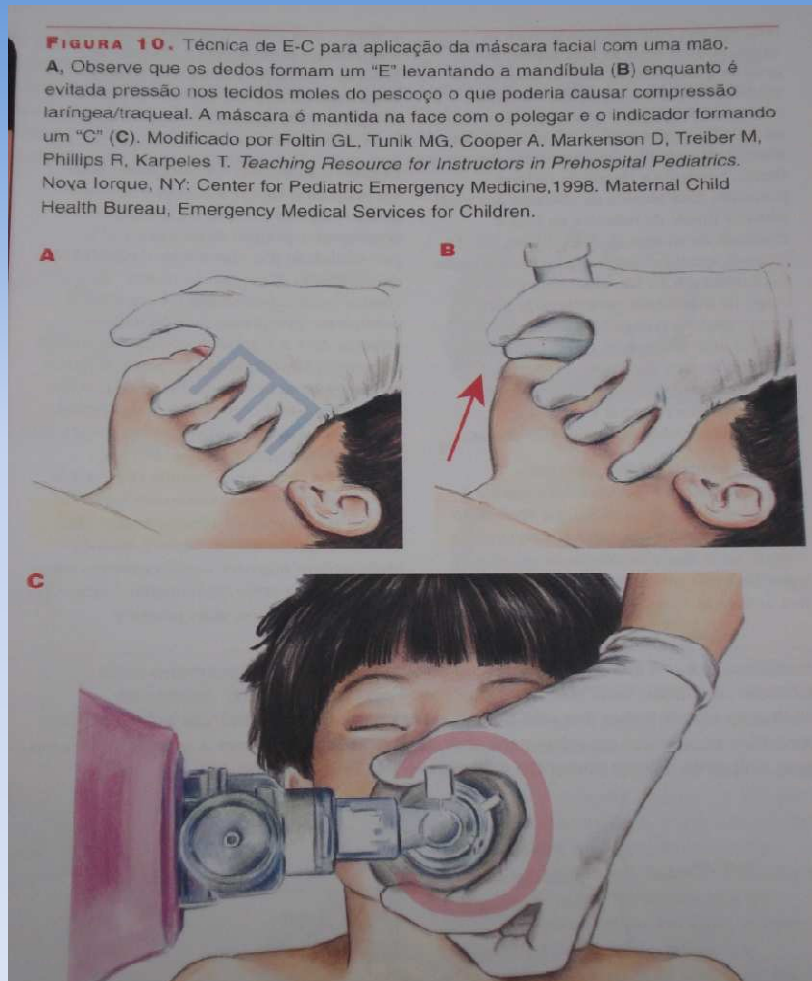 FIGURA 10. Técnica de E-C para aplicação da máscara facial com uma mão.
A, Observe que os dedos formam um “E” levantando a mandíbula (B) enquanto é
evitada pressão nos tecidos moles do pescoço o que poderia causar compressão
laríngea/traqueal. A máscara é mantida na face com o polegar e o indicador formando
um “C” (C). Modificado por Foltin GL, Tunik MG, Cooper A, Markenson D, Treiber M,
Phillips R, Karpeles T. Teaching Resource for Instructors in Prehospital Pediatrics.
Nova Iorque, NY: Center for Pediatric Emergency Medicine,1998. Maternal Child
Health Bureau, Emergency Medical Services for Children.
A
B
E
C